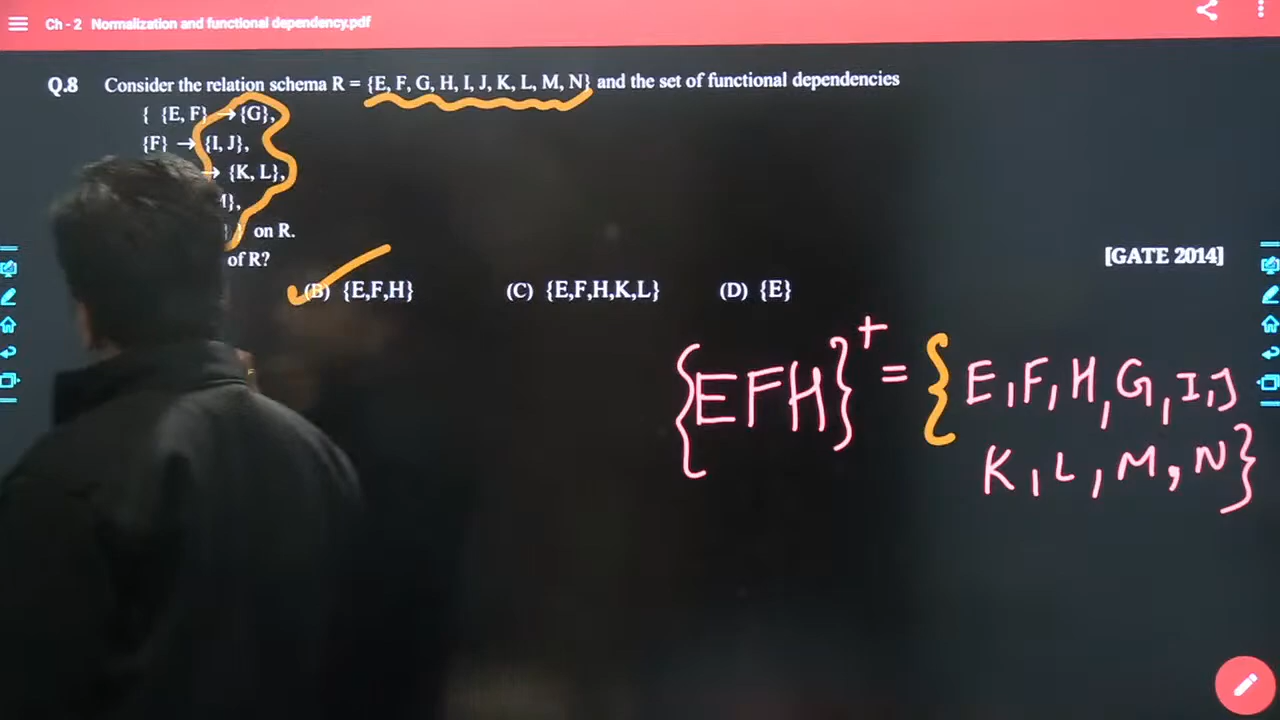 Ch - 2 Normalization and functional dependency.pdf
Q.8 Consider the relation schema R = {E, F, G, H, I, J, K, L, M, N} and the set of functional dependencies
{ {E, F} → {G},
{F} → {I, J},
→ {K, L},
},
} on R.
of R?
[GATE 2014]
(B) {E,F,H} (C) {E,F,H,K,L} (D) {E}
{EFH}⁺ = {E, F, H, G, I, J
K, L, M, N}